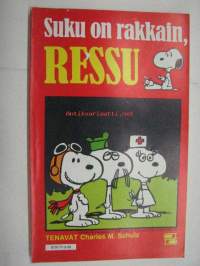 Suku on rakkain,
RESSU
antikvariaatti.net
TENAVAT Charles M. Schulz